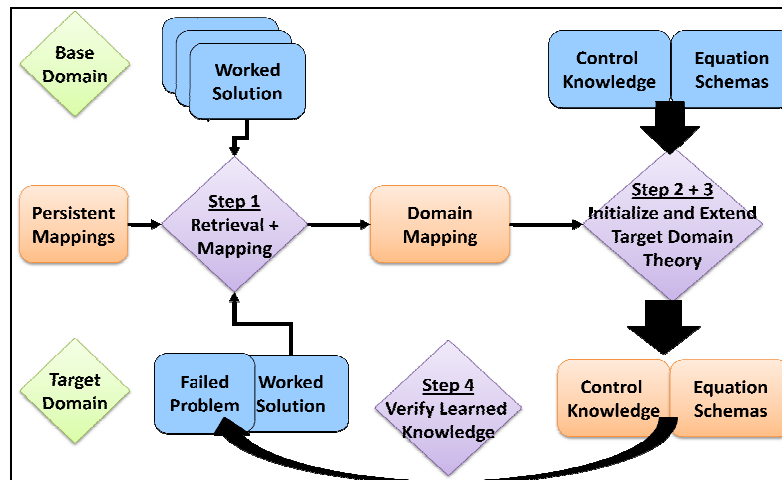 Base
Domain
Worked
Solution
Control
Knowledge
Equation
Schemas
Persistent
Mappings
Step 1
Retrieval +
Mapping
Domain
Mapping
Step 2 + 3
Initialize and Extend
Target Domain
Theory
Target
Domain
Failed
Problem
Worked
Solution
Step 4
Verify Learned
Knowledge
Control
Knowledge
Equation
Schemas